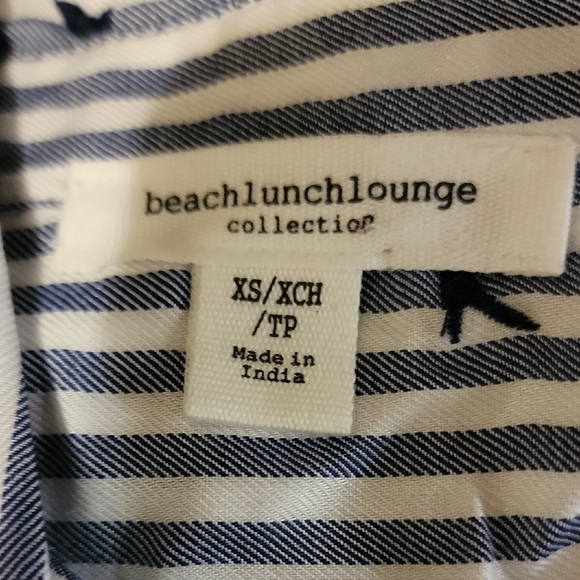 beachlunchlounge
collection
XS/XCH
/TP
Made in
India